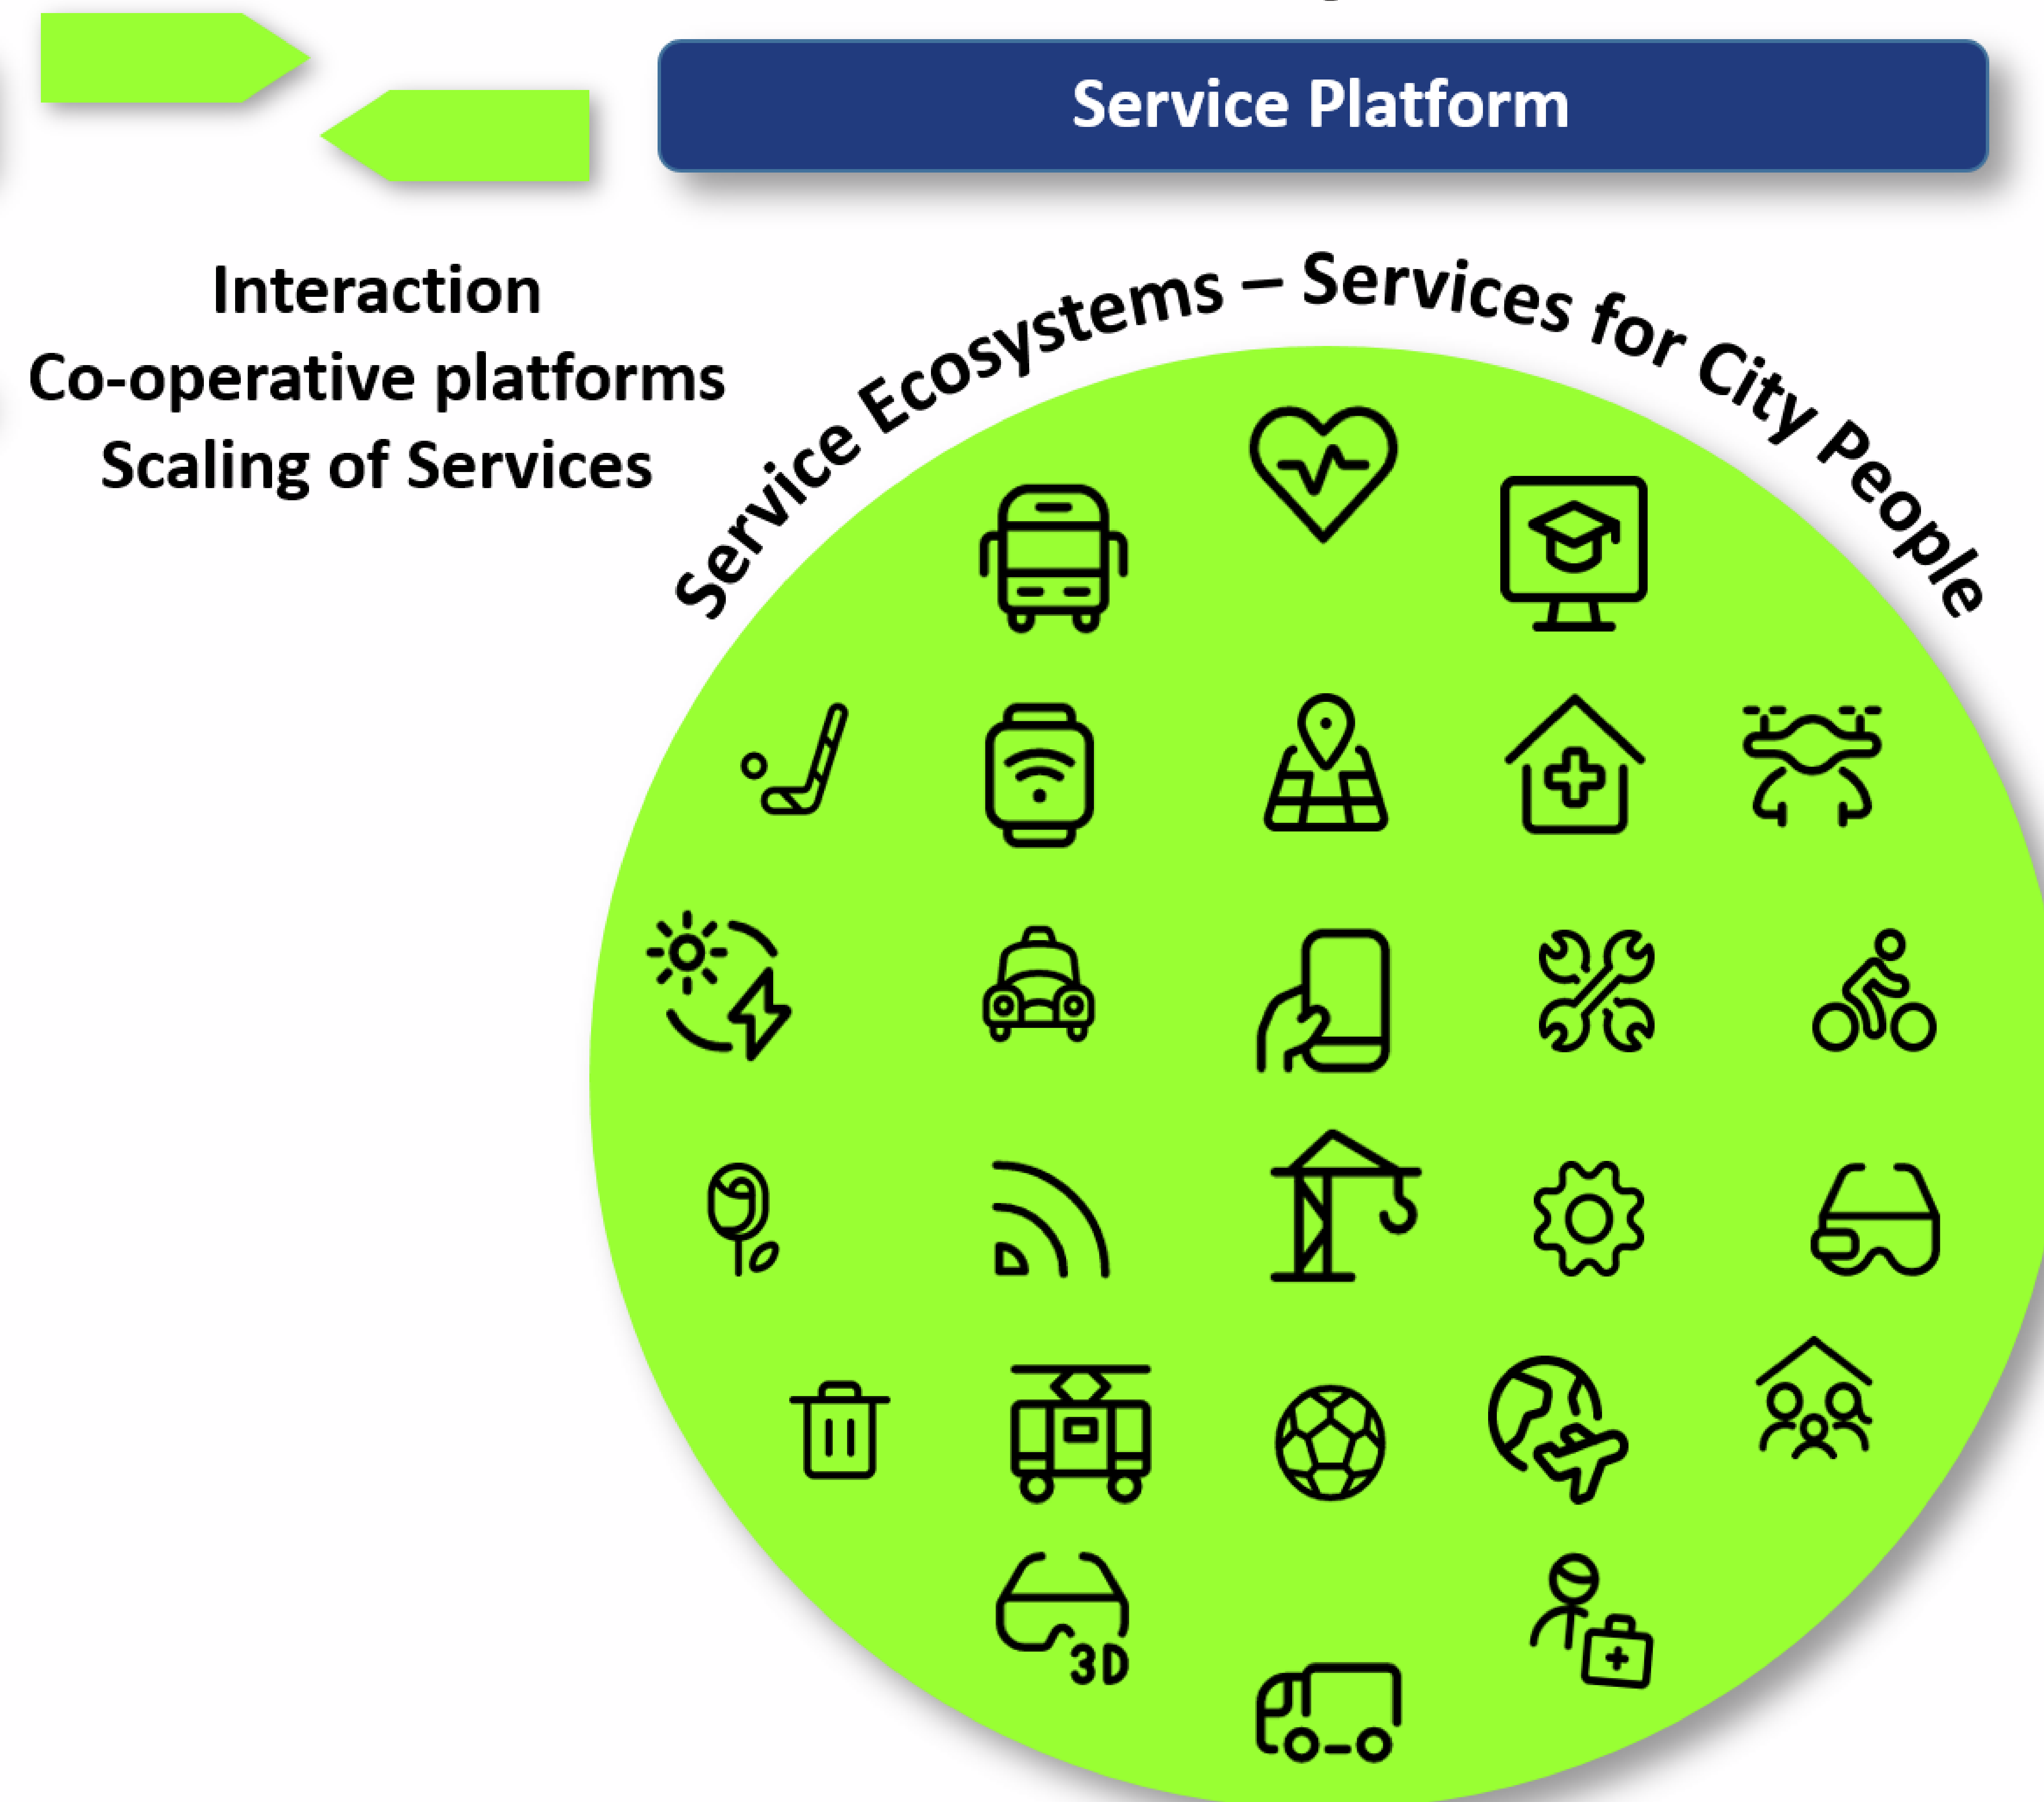 Service Platform
Interaction
Co-operative platforms
Scaling of Services
Service Ecosystems – Services for City People
3D